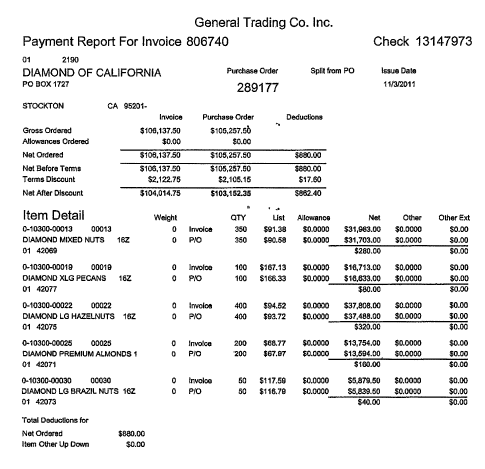 General Trading Co. Inc.
Payment Report For Invoice 806740 Check 13147973
01 2190
DIAMOND OF CALIFORNIA Purchase Order Split from PO Issue Date
PO BOX 1727 289177 11/3/2011
STOCKTON CA 95201-
Invoice Purchase Order Deductions
Gross Ordered $106,137.50 $105,257.50
Allowances Ordered $0.00 $0.00
Net Ordered $106,137.50 $105,257.50 $880.00
Net Before Terms $106,137.50 $105,257.50 $880.00
Terms Discount $2,122.75 $2,105.15 $17.60
Net After Discount $104,014.75 $103,152.35 $862.40
Item Detail Weight QTY List Allowance Net Other Other Ext
0-10300-00013 00013 0 Invoice 350 $91.38 $0.0000 $31,983.00 $0.0000 $0.00
DIAMOND MIXED NUTS 16Z 0 P/O 350 $90.58 $0.0000 $31,703.00 $0.0000 $0.00
01 42069 $280.00 $0.00
0-10300-00019 00019 0 Invoice 100 $167.13 $0.0000 $16,713.00 $0.0000 $0.00
DIAMOND XLG PECANS 16Z 0 P/O 100 $166.33 $0.0000 $16,633.00 $0.0000 $0.00
01 42077 $80.00 $0.00
0-10300-00022 00022 0 Invoice 400 $94.52 $0.0000 $37,808.00 $0.0000 $0.00
DIAMOND LG HAZELNUTS 16Z 0 P/O 400 $93.72 $0.0000 $37,488.00 $0.0000 $0.00
01 42075 $320.00 $0.00
0-10300-00025 00025 0 Invoice 200 $68.77 $0.0000 $13,754.00 $0.0000 $0.00
DIAMOND PREMIUM ALMONDS 1 0 P/O 200 $67.97 $0.0000 $13,594.00 $0.0000 $0.00
01 42071 $160.00 $0.00
0-10300-00030 00030 0 Invoice 50 $117.59 $0.0000 $5,879.50 $0.0000 $0.00
DIAMOND LG BRAZIL NUTS 16Z 0 P/O 50 $116.79 $0.0000 $5,839.50 $0.0000 $0.00
01 42073 $40.00 $0.00
Total Deductions for
Net Ordered $880.00
Item Other Up Down $0.00